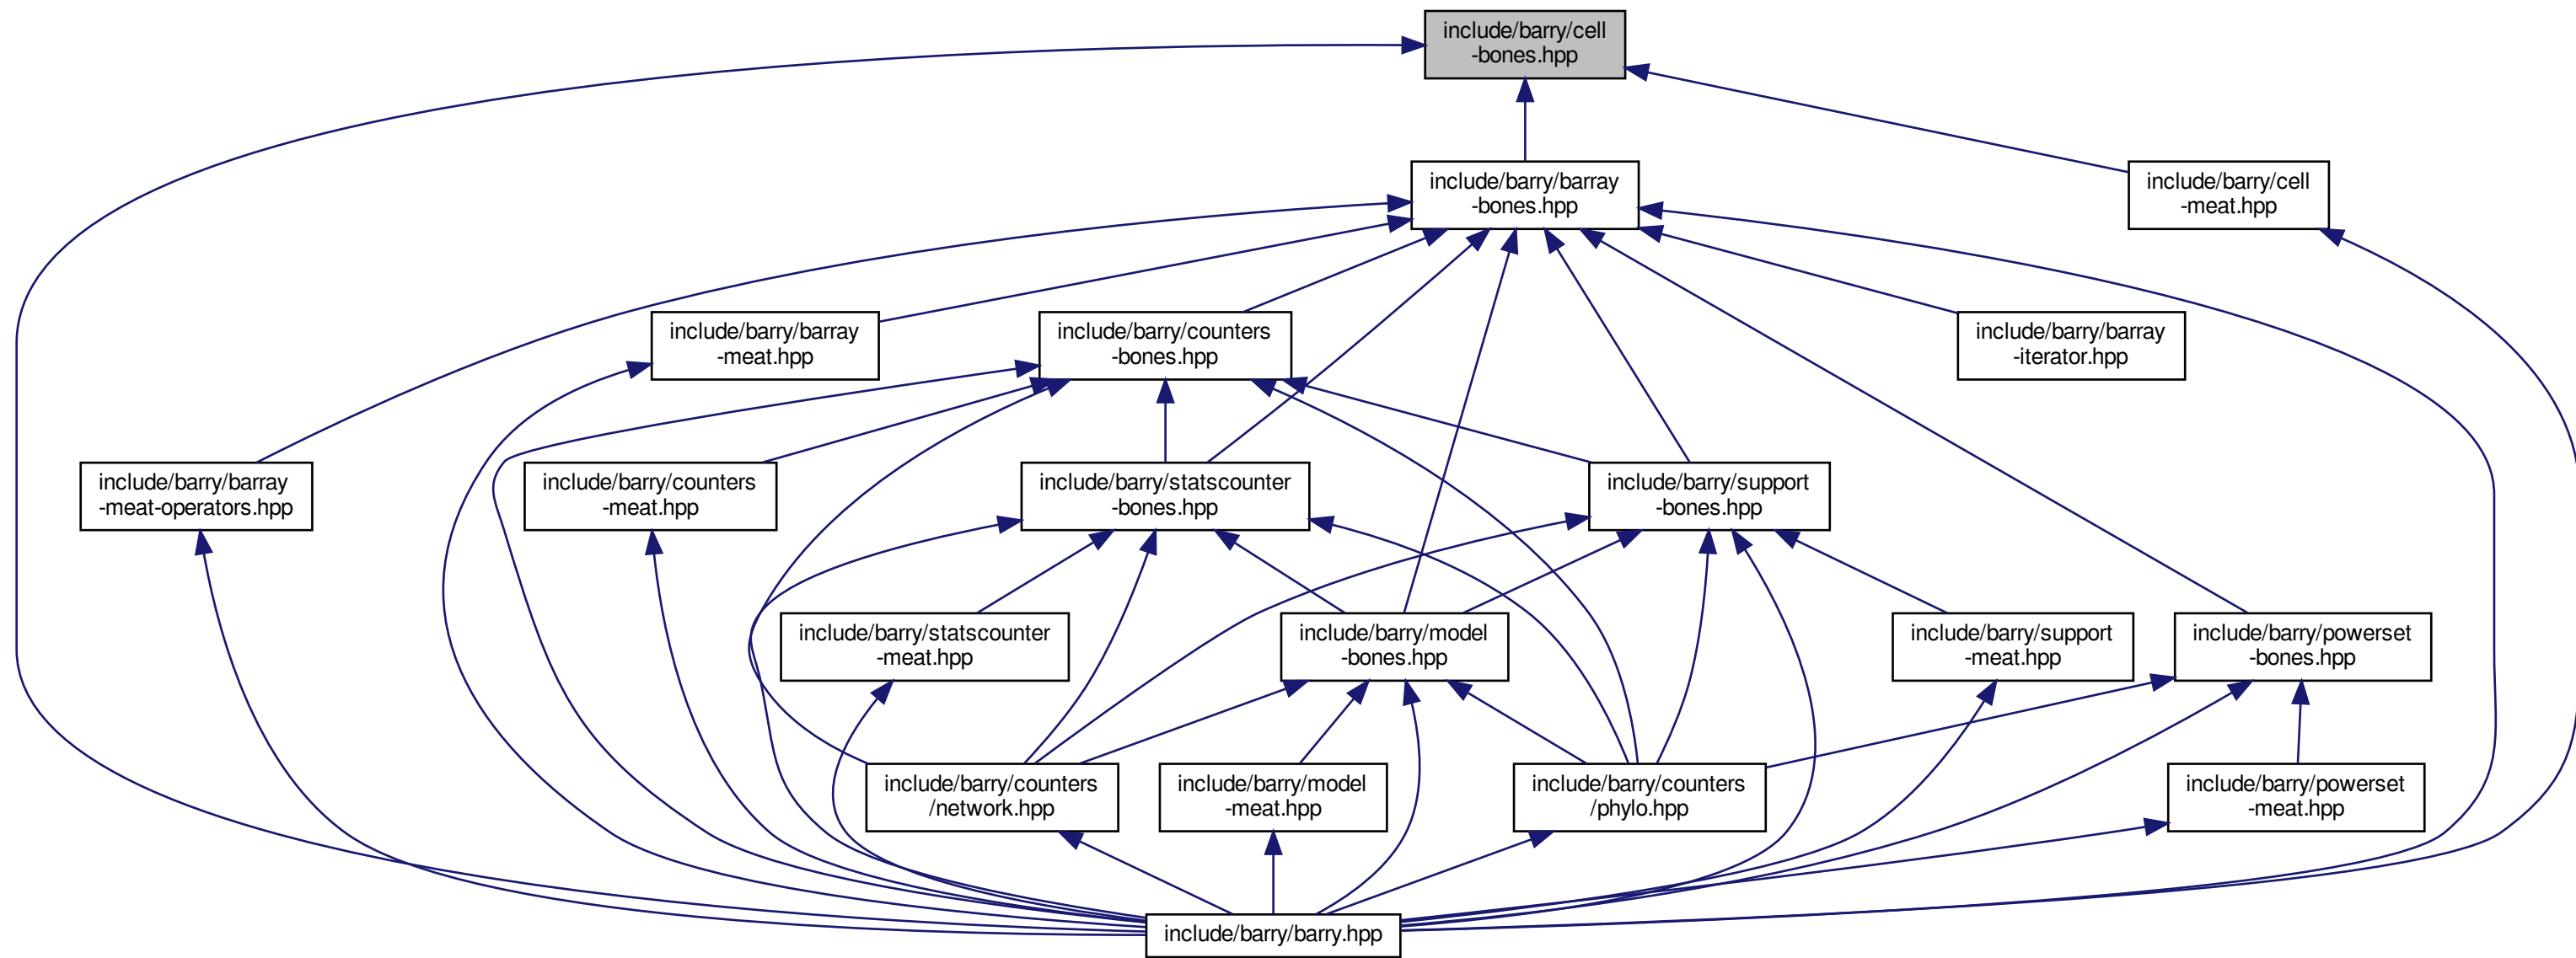 include/barry/cell
-bones.hpp
include/barry/barray
-bones.hpp
include/barry/cell
-meat.hpp
include/barry/barray
-meat.hpp
include/barry/counters
-bones.hpp
include/barry/barray
-iterator.hpp
include/barry/barray
-meat-operators.hpp
include/barry/counters
-meat.hpp
include/barry/statscounter
-bones.hpp
include/barry/support
-bones.hpp
include/barry/statscounter
-meat.hpp
include/barry/model
-bones.hpp
include/barry/support
-meat.hpp
include/barry/powerset
-bones.hpp
include/barry/counters
/network.hpp
include/barry/model
-meat.hpp
include/barry/counters
/phylo.hpp
include/barry/powerset
-meat.hpp
include/barry/barry.hpp